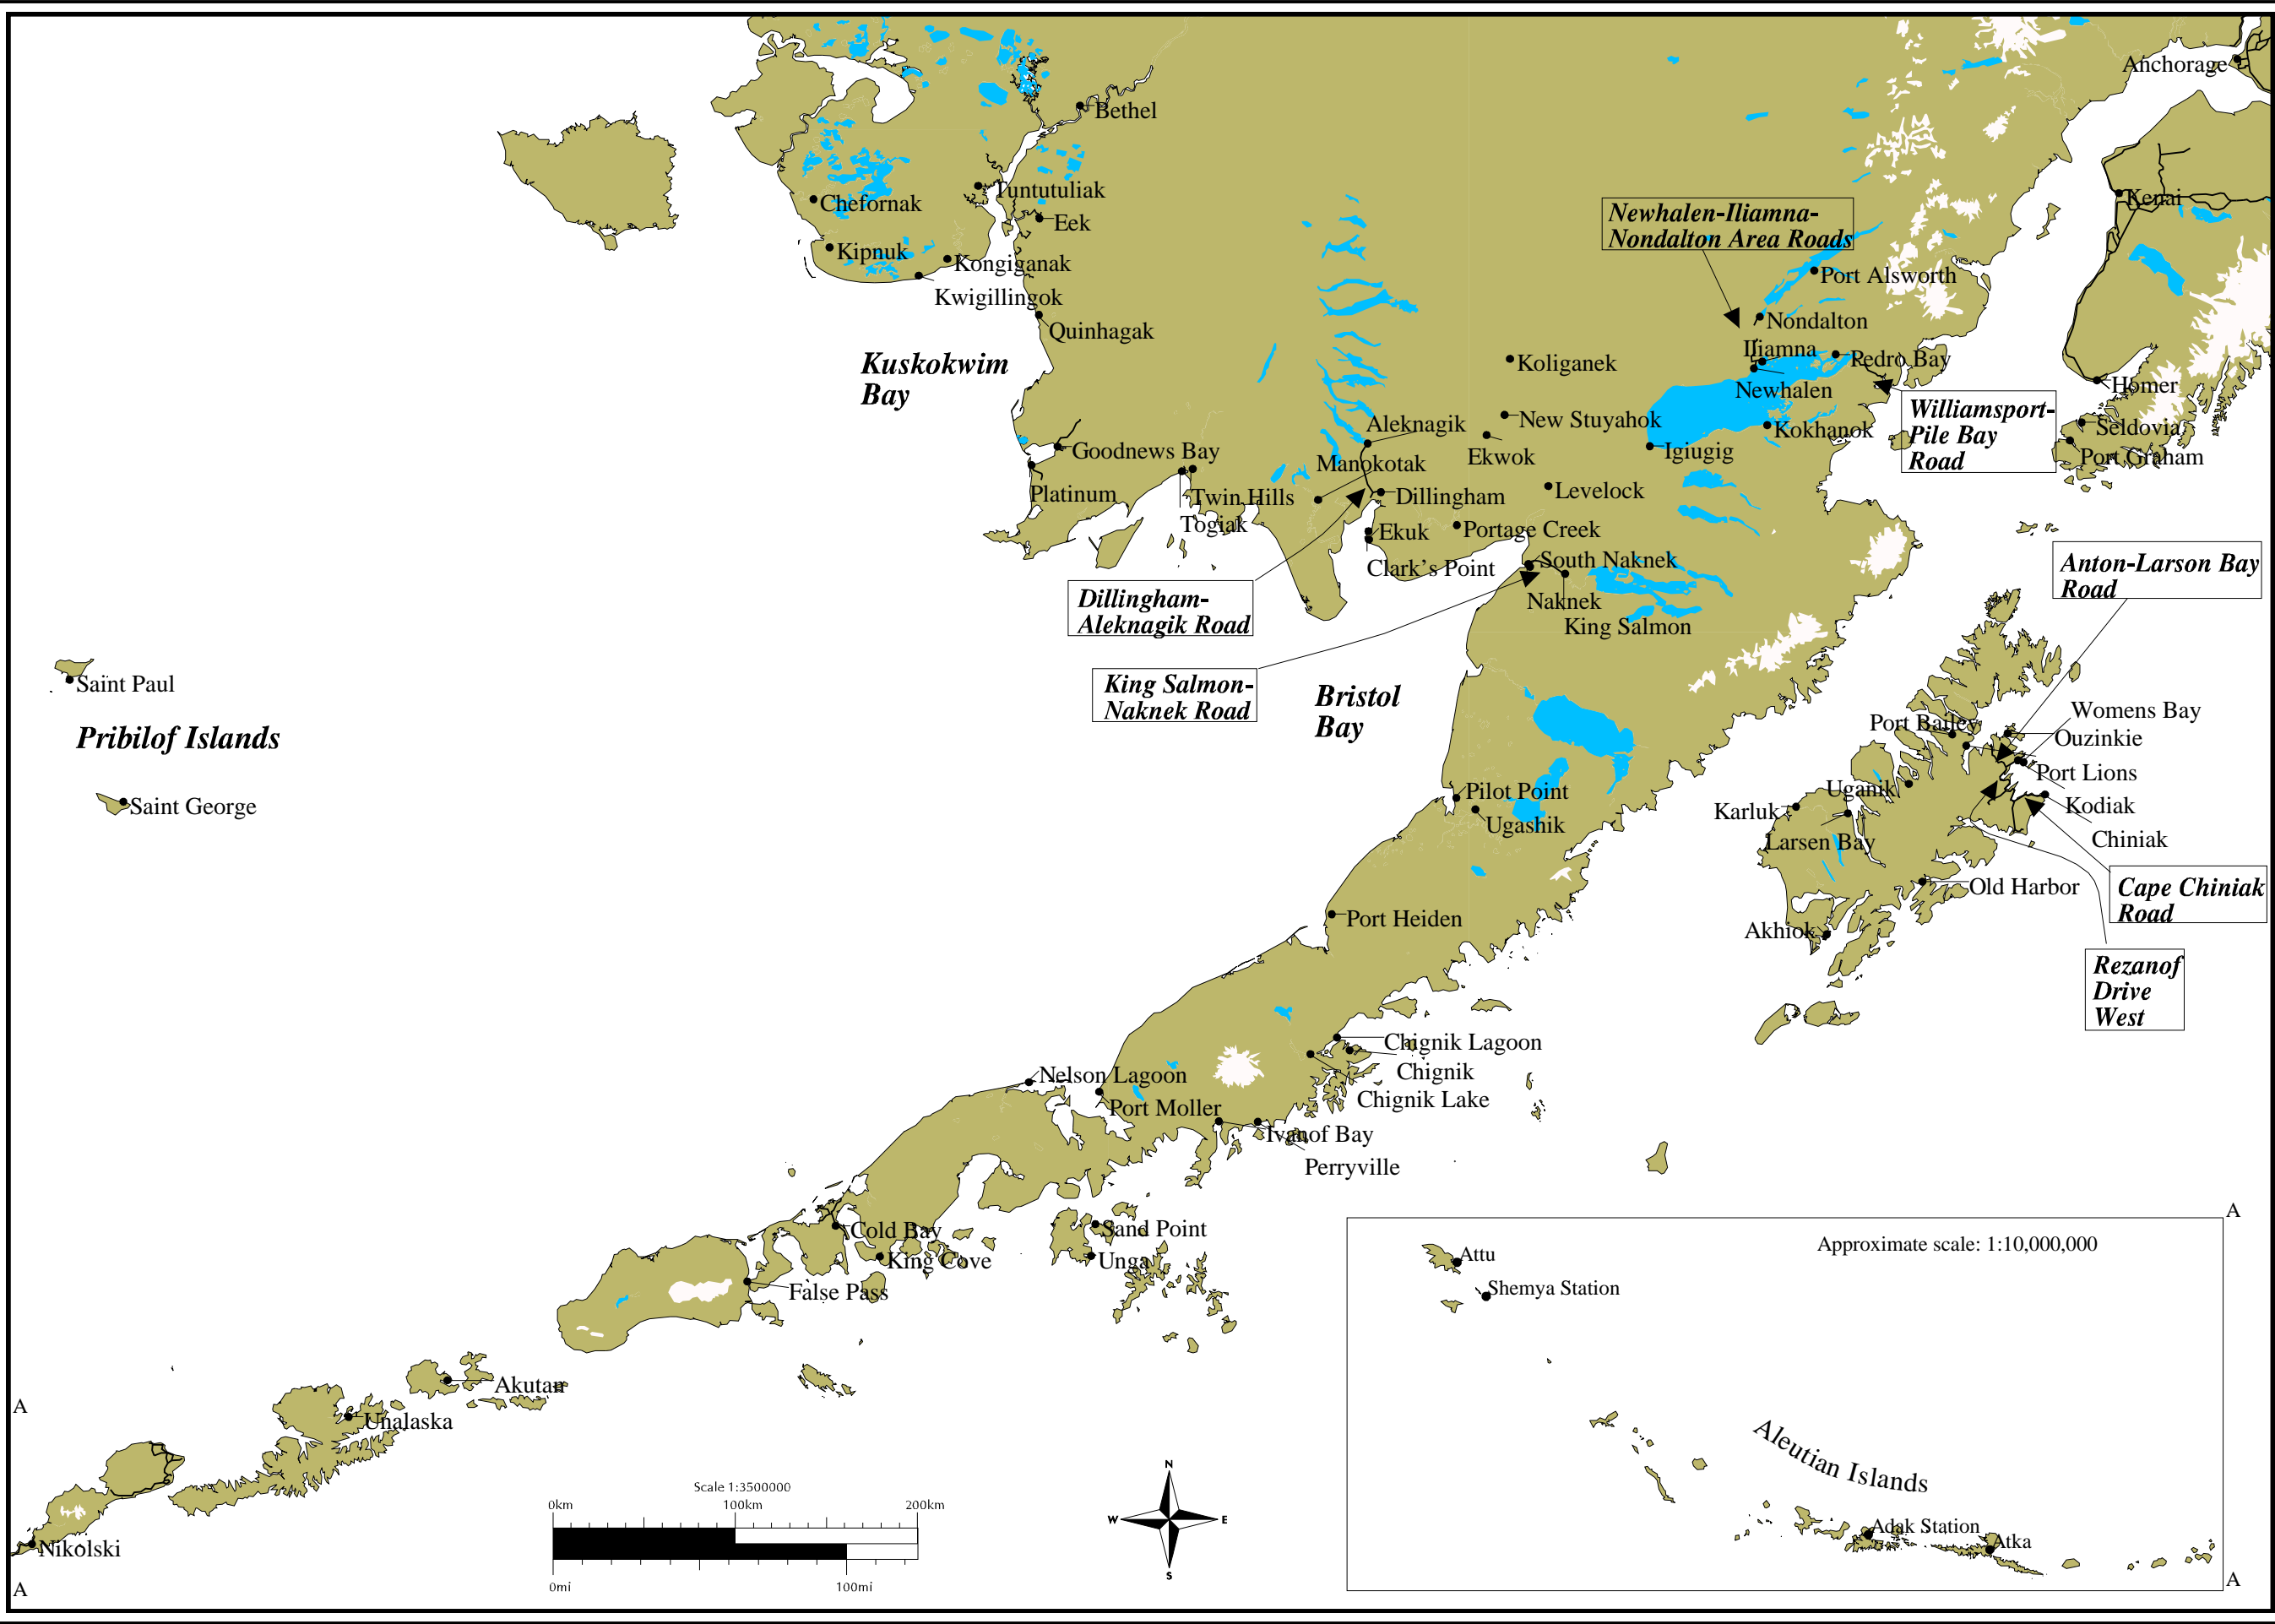 Anchorage
Bethel
Tuntutuliak
Chefornak
Eek
Kenai
Newhalen-Iliamna-
Nondalton Area Roads
Kipnuk
Kongiganak
Port Alsworth
Kwigillingok
Quinhagak
Nondalton
Kuskokwim
Bay
Koliganek
Iliamna
Pedro Bay
Newhalen
Homer
Williamsport-
Pile Bay
Road
Aleknagik
New Stuyahok
Kokhanok
Seldovia
Goodnews Bay
Manokotak
Ekwok
Igiugig
Port Graham
Platinum
Twin Hills
Togiak
Dillingham
Levelock
Ekuk
Portage Creek
Clark's Point
South Naknek
Naknek
King Salmon
Anton-Larson Bay
Road
Dillingham-
Aleknagik Road
King Salmon-
Naknek Road
Bristol
Bay
Saint Paul
Pribilof Islands
Saint George
Womens Bay
Port Bailey
Ouzinkie
Port Lions
Uganik
Karluk
Kodiak
Larsen Bay
Chiniak
Pilot Point
Ugashik
Old Harbor
Cape Chiniak
Road
Port Heiden
Akhiok
Rezanof
Drive
West
Chignik Lagoon
Chignik
Chignik Lake
Nelson Lagoon
Port Moller
Ivanof Bay
Perryville
Cold Bay
King Cove
Sand Point
Unga
False Pass
Akutan
Unalaska
Nikolski
A
A
A
A
Approximate scale: 1:10,000,000
Attu
Shemya Station
Aleutian Islands
Adak Station
Atka
Scale 1:3500000
0km
100km
200km
0mi
100mi
N
W
E
S